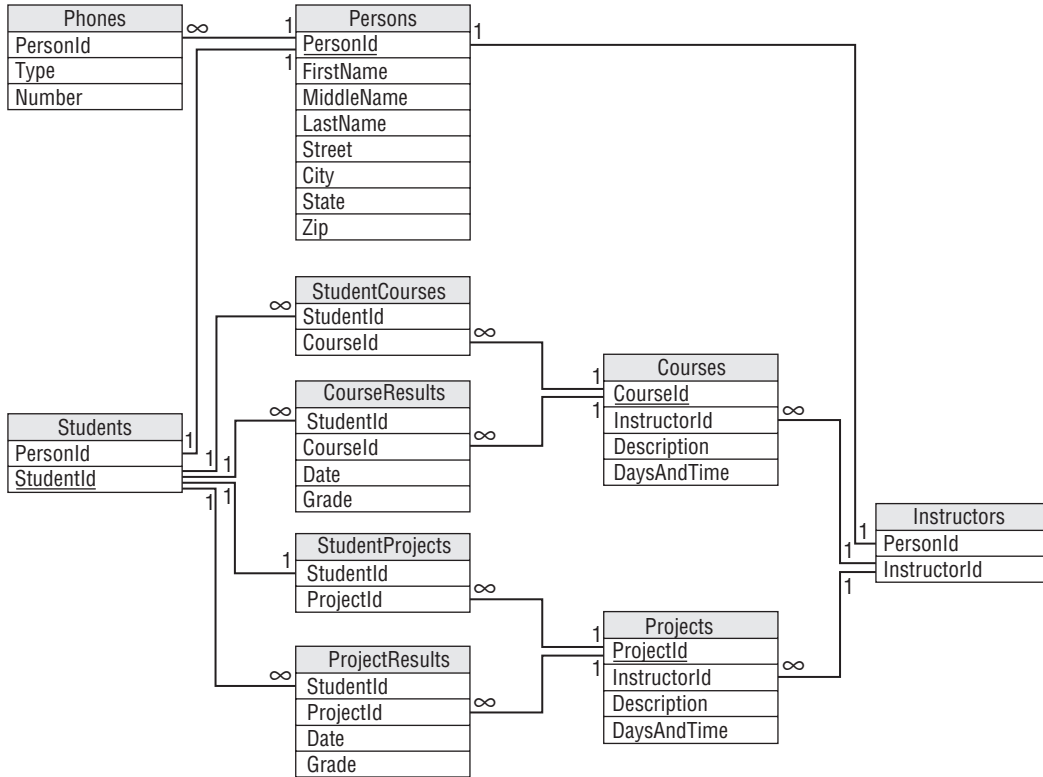 Phones
PersonId
Type
Number
∞
1
1
Persons
PersonId
FirstName
MiddleName
LastName
Street
City
State
Zip
1
Students
PersonId
StudentId
1
1
1
1
1
∞
StudentCourses
StudentId
CourseId
∞
∞
CourseResults
StudentId
CourseId
Date
Grade
∞
1
StudentProjects
StudentId
ProjectId
∞
∞
ProjectResults
StudentId
ProjectId
Date
Grade
∞
1
1
Courses
CourseId
InstructorId
Description
DaysAndTime
∞
1
1
Projects
ProjectId
InstructorId
Description
DaysAndTime
∞
1
1
1
Instructors
PersonId
InstructorId